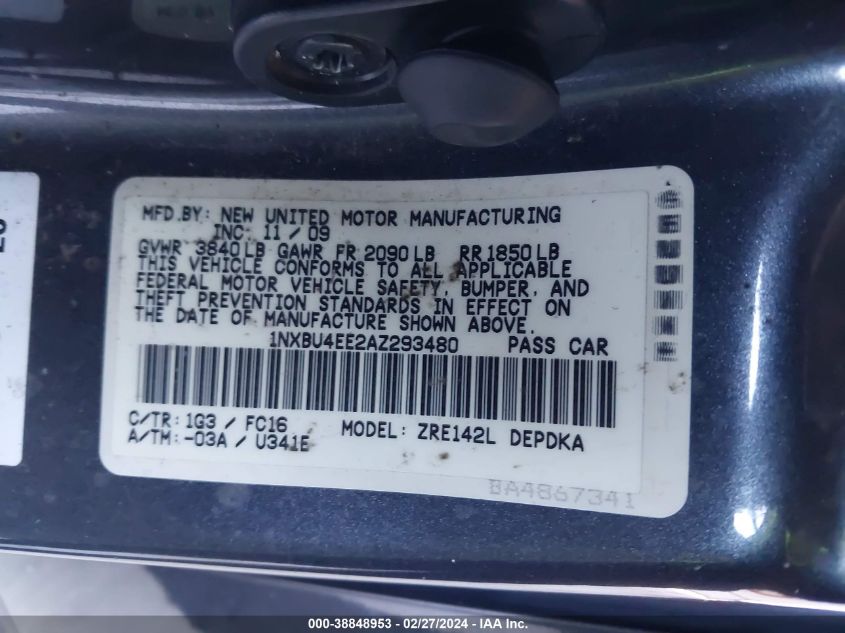 MFD.BY: NEW UNITED MOTOR MANUFACTURING
INC. 11 / 09
GVWR 3840 LB GAWR FR 2090 LB RR 1850 LB
THIS VEHICLE CONFORMS TO ALL APPLICABLE
FEDERAL MOTOR VEHICLE SAFETY, BUMPER, AND
THEFT PREVENTION STANDARDS IN EFFECT ON
THE DATE OF MANUFACTURE SHOWN ABOVE.
1NXBU4EE2AZ293480 PASS CAR
C/TR: 1G3 / FC16 MODEL: ZRE142L DEPDKA
A/TM: -03A / U341E
BA4867341
000-38848953 - 02/27/2024 - IAA Inc.